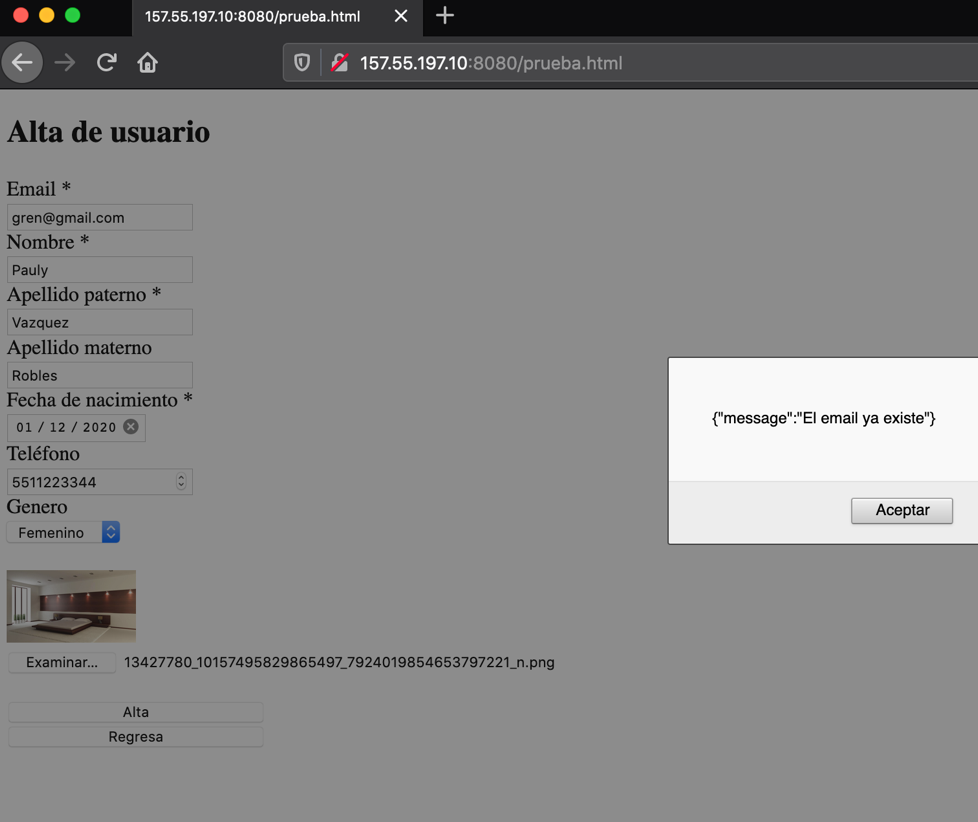 157.55.197.10:8080/prueba.html
157.55.197.10:8080/prueba.html
Alta de usuario
Email *
gren@gmail.com
Nombre *
Pauly
Apellido paterno *
Vazquez
Apellido materno
Robles
Fecha de nacimiento *
01 / 12 / 2020
Teléfono
5511223344
Genero
Femenino
Examinar... 13427780_10157495829865497_7924019854653797221_n.png
Alta
Regresa
{"message":"El email ya existe"}
Aceptar